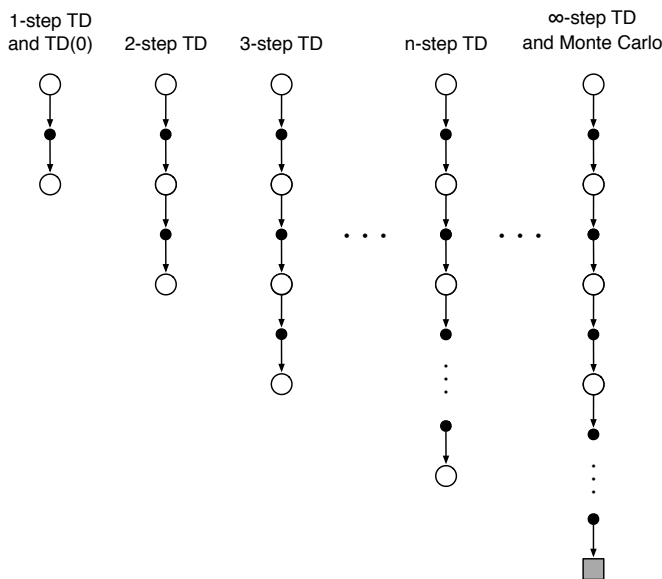 1-step TD
and TD(0)
2-step TD
3-step TD
n-step TD
∞-step TD
and Monte Carlo